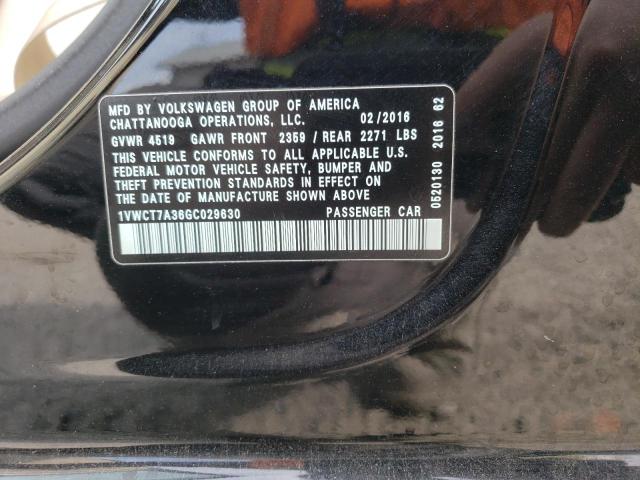 MFD BY VOLKSWAGEN GROUP OF AMERICA
CHATTANOOGA OPERATIONS, LLC. 02/2016
GVWR 4519 GAWR FRONT 2359 / REAR 2271 LBS
THIS VEHICLE CONFORMS TO ALL APPLICABLE U.S.
FEDERAL MOTOR VEHICLE SAFETY, BUMPER AND
THEFT PREVENTION STANDARDS IN EFFECT ON
THE DATE OF MANUFACTURE SHOWN ABOVE
1VWCT7A36GC029630 PASSENGER CAR
0520130 2016 62